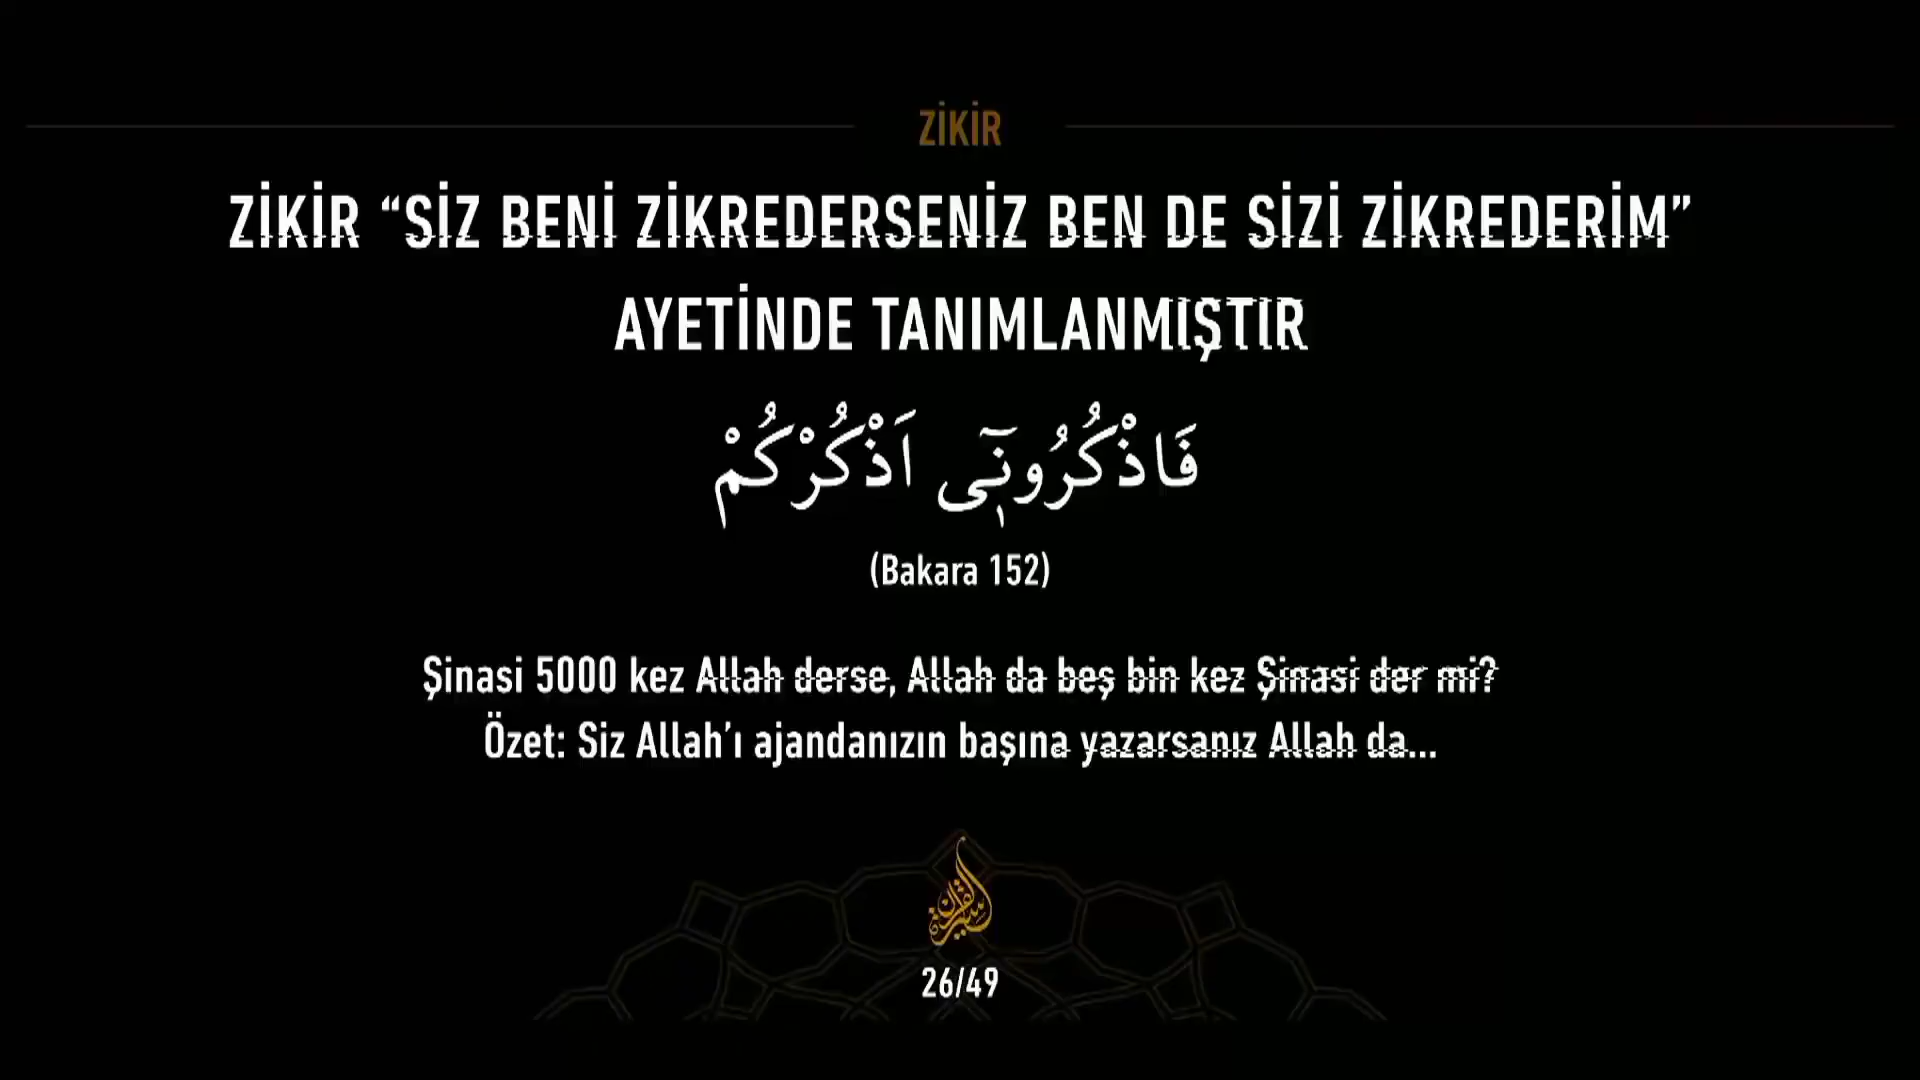 ZİKİR
ZİKİR “SİZ BENİ ZİKREDERSENİZ BEN DE SİZİ ZİKREDERİM”
AYETİNDE TANIMLANMIŞTIR
فَاذْكُرُونٖٓى اَذْكُرْكُمْ
(Bakara 152)
Şinasi 5000 kez Allah derse, Allah da beş bin kez Şinasi der mi?
Özet: Siz Allah’ı ajandanızın başına yazarsanız Allah da...
26/49